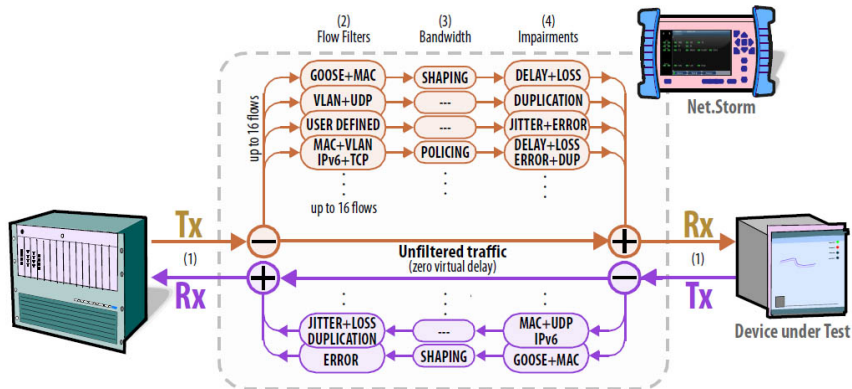 (2)
Flow Filters
(3)
Bandwidth
(4)
Impairments
Net.Storm
up to 16 flows
GOOSE+MAC
SHAPING
DELAY+LOSS
VLAN+UDP
---
DUPLICATION
USER DEFINED
---
JITTER+ERROR
MAC+VLAN
IPv6+TCP
POLICING
DELAY+LOSS
ERROR+DUP
up to 16 flows
Tx
(1)
Rx
−
+
Unfiltered traffic
(zero virtual delay)
+
−
Rx
(1)
Tx
JITTER+LOSS
DUPLICATION
---
MAC+UDP
IPv6
ERROR
SHAPING
GOOSE+MAC
Device under Test